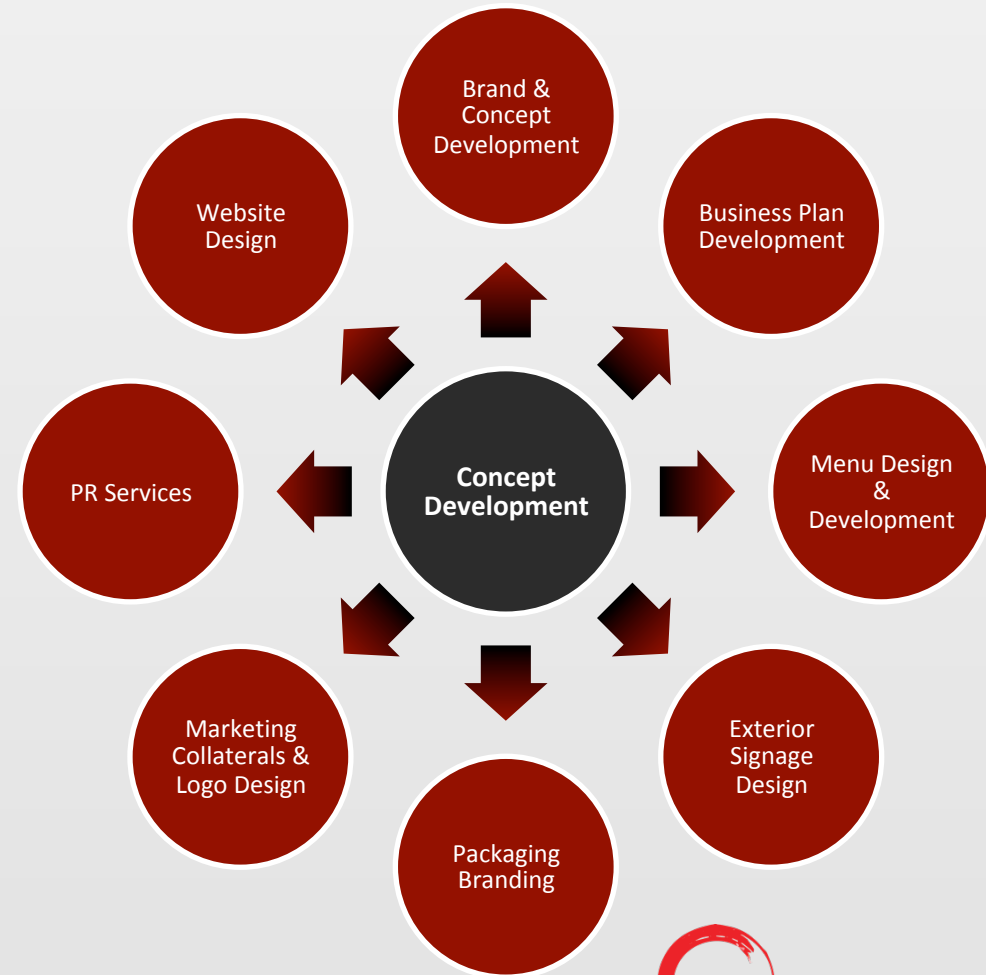 Brand &
Concept
Development
Business Plan
Development
Menu Design
&
Development
Exterior
Signage
Design
Packaging
Branding
Marketing
Collaterals &
Logo Design
PR Services
Website
Design
Concept
Development